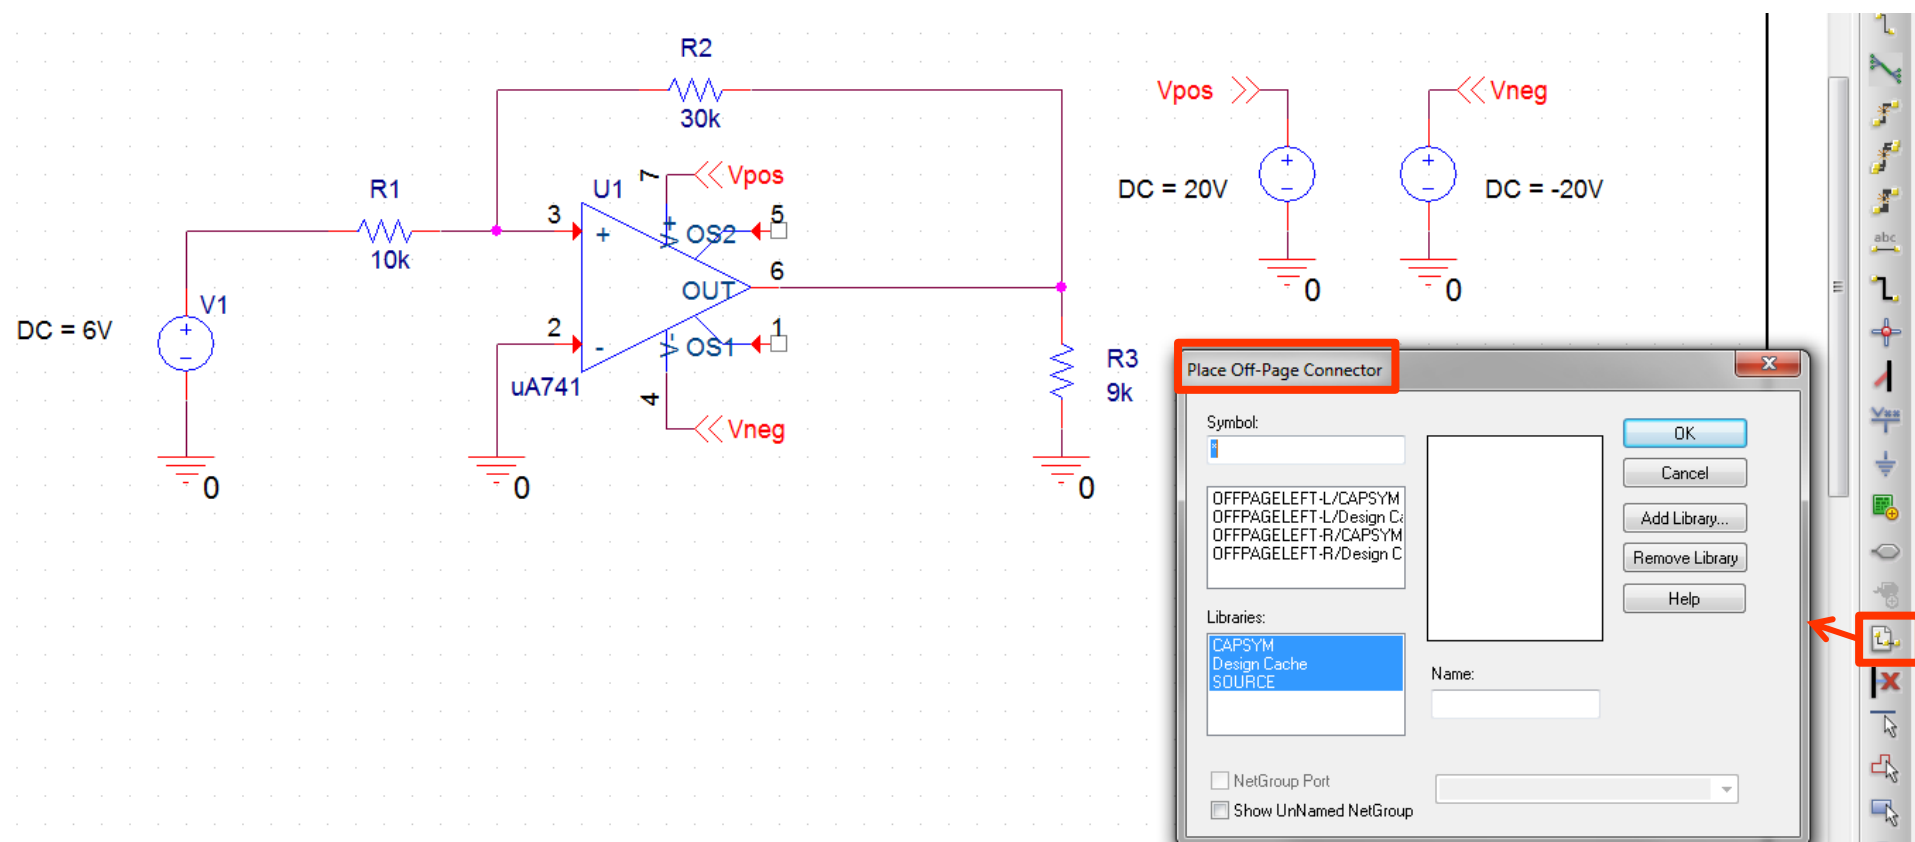 R2
30k
Vpos
Vneg
R1
10k
U1
7
Vpos
3
+
V+
OS2
5
DC = 20V
+
-
+
-
DC = -20V
OUT
6
0
0
DC = 6V
V1
+
-
2
-
V-
OS1
1
uA741
4
Vneg
R3
9k
0
0
0
abc
Place Off-Page Connector
Symbol:
*
OFFPAGELEFT-L/CAPSYM
OFFPAGELEFT-L/Design Ca
OFFPAGELEFT-R/CAPSYM
OFFPAGELEFT-R/Design C
Libraries:
CAPSYM
Design Cache
SOURCE
OK
Cancel
Add Library...
Remove Library
Help
Name:
NetGroup Port
Show UnNamed NetGroup